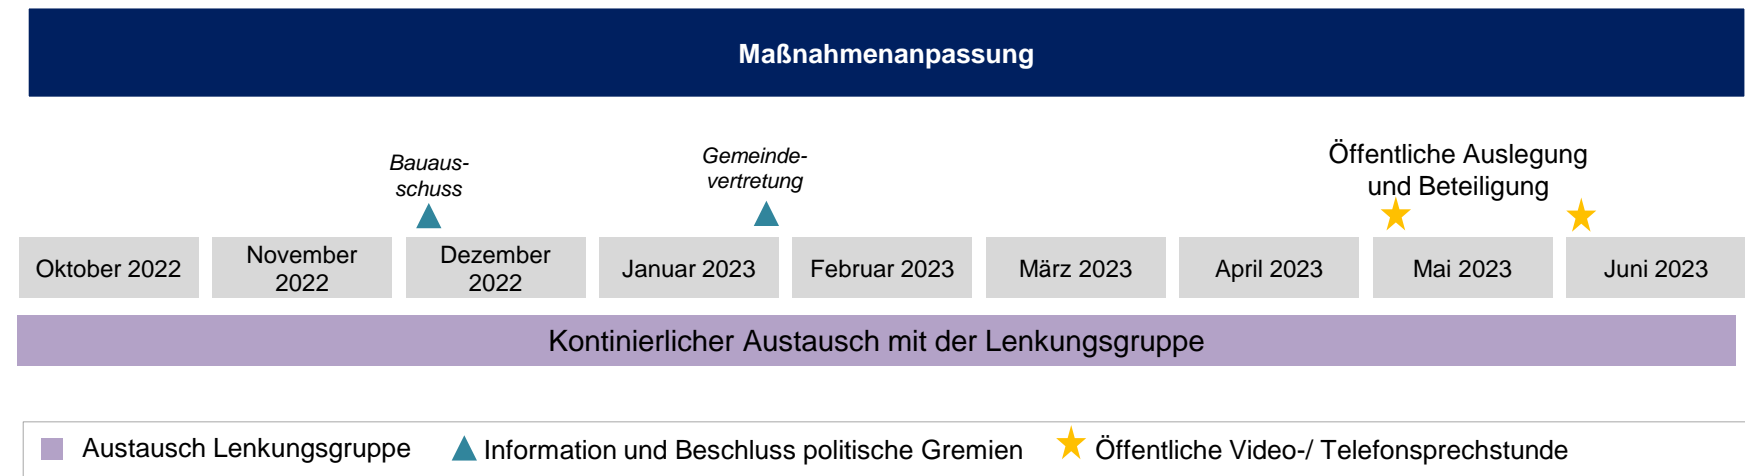 Maßnahmenanpassung
Bauaus-
schuss
Gemeinde-
vertretung
Öffentliche Auslegung
und Beteiligung
Oktober 2022
November
2022
Dezember
2022
Januar 2023
Februar 2023
März 2023
April 2023
Mai 2023
Juni 2023
Kontinierlicher Austausch mit der Lenkungsgruppe
Austausch Lenkungsgruppe
Information und Beschluss politische Gremien
Öffentliche Video-/ Telefonsprechstunde